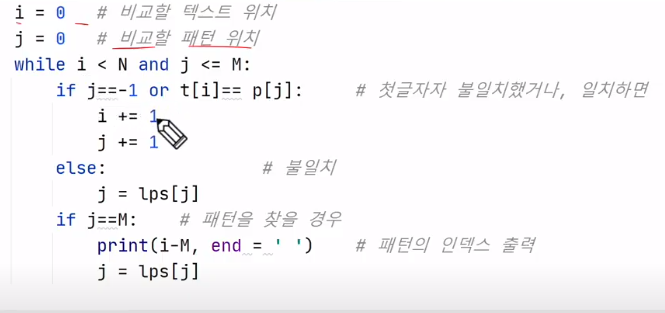 i = 0 # 비교할 텍스트 위치
j = 0 # 비교할 패턴 위치
while i < N and j <= M:
if j==-1 or t[i]== p[j]: # 첫글자자 불일치했거나, 일치하면
i += 1
j += 1
else: # 불일치
j = lps[j]
if j==M: # 패턴을 찾을 경우
print(i-M, end = ' ') # 패턴의 인덱스 출력
j = lps[j]